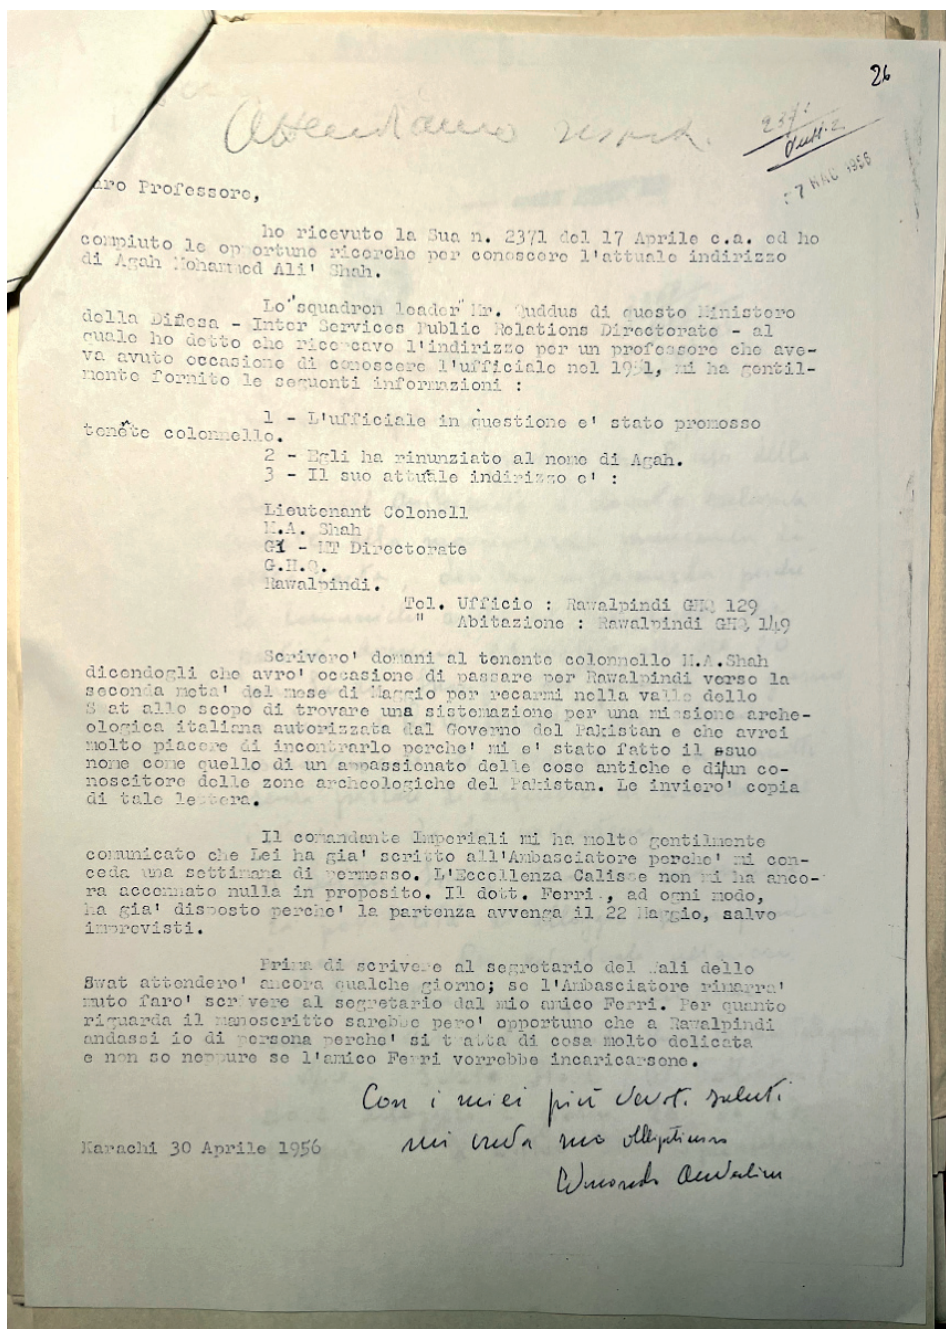 26
Attendiamo
2371
7 MAG 1956
aro Professore,
ho ricevuto la Sua n. 2371 del 17 Aprile c.a. ed ho
compiuto le opportune ricerche per conoscere l'attuale indirizzo
di Agah Mohammed Ali' Shah.
Lo "squadron leader" Mr. Quddus di questo Ministero
della Difesa - Inter Services Public Relations Directorate - al
quale ho detto che ricercavo l'indirizzo per un professore che ave-
va avuto occasione di conoscere l'ufficiale nel 1951, mi ha gentil-
mente fornito le seguenti informazioni :
1 - L'ufficiale in questione e' stato promosso
tenete colonnello.
2 - Egli ha rinunziato al nome di Agah.
3 - Il suo attuale indirizzo e' :
Lieutenant Colonell
M.A. Shah
G1 - MT Directorate
G.H.Q.
Rawalpindi.
Tel. Ufficio : Rawalpindi GHQ 129
" Abitazione : Rawalpindi GHQ 149
Scrivero' domani al tenente colonnello M.A.Shah
dicendogli che avro' occasione di passare per Rawalpindi verso la
seconda meta' del mese di Maggio per recarmi nella valle dello
S at allo scopo di trovare una sistemazione per una missione arche-
ologica italiana autorizzata dal Governo del Pakistan e che avrei
molto piacere di incontrarlo perche' mi e' stato fatto il suo
nome come quello di un appassionato delle cose antiche e di un co-
noscitore delle zone archeologiche del Pakistan. Le inviero' copia
di tale lettera.
Il comandante Imperiali mi ha molto gentilmente
comunicato che Lei ha gia' scritto all'Ambasciatore perche' mi con-
ceda una settimana di permesso. L'Eccellenza Calisse non mi ha anco-
ra accennato nulla in proposito. Il dott. Ferri , ad ogni modo,
ha gia' disposto perche' la partenza avvenga il 22 Maggio, salvo
imprevisti.
Prima di scrivere al segretario del Wali dello
Swat attendero' ancora qualche giorno; se l'Ambasciatore rimarra'
muto faro' scrivere al segretario dal mio amico Ferri. Per quanto
riguarda il manoscritto sarebbe pero' opportuno che a Rawalpindi
andassi io di persona perche' si tratta di cosa molto delicata
e non so neppure se l'amico Ferri vorrebbe incaricarsene.
Con i miei più devoti saluti
mi creda suo
Karachi 30 Aprile 1956